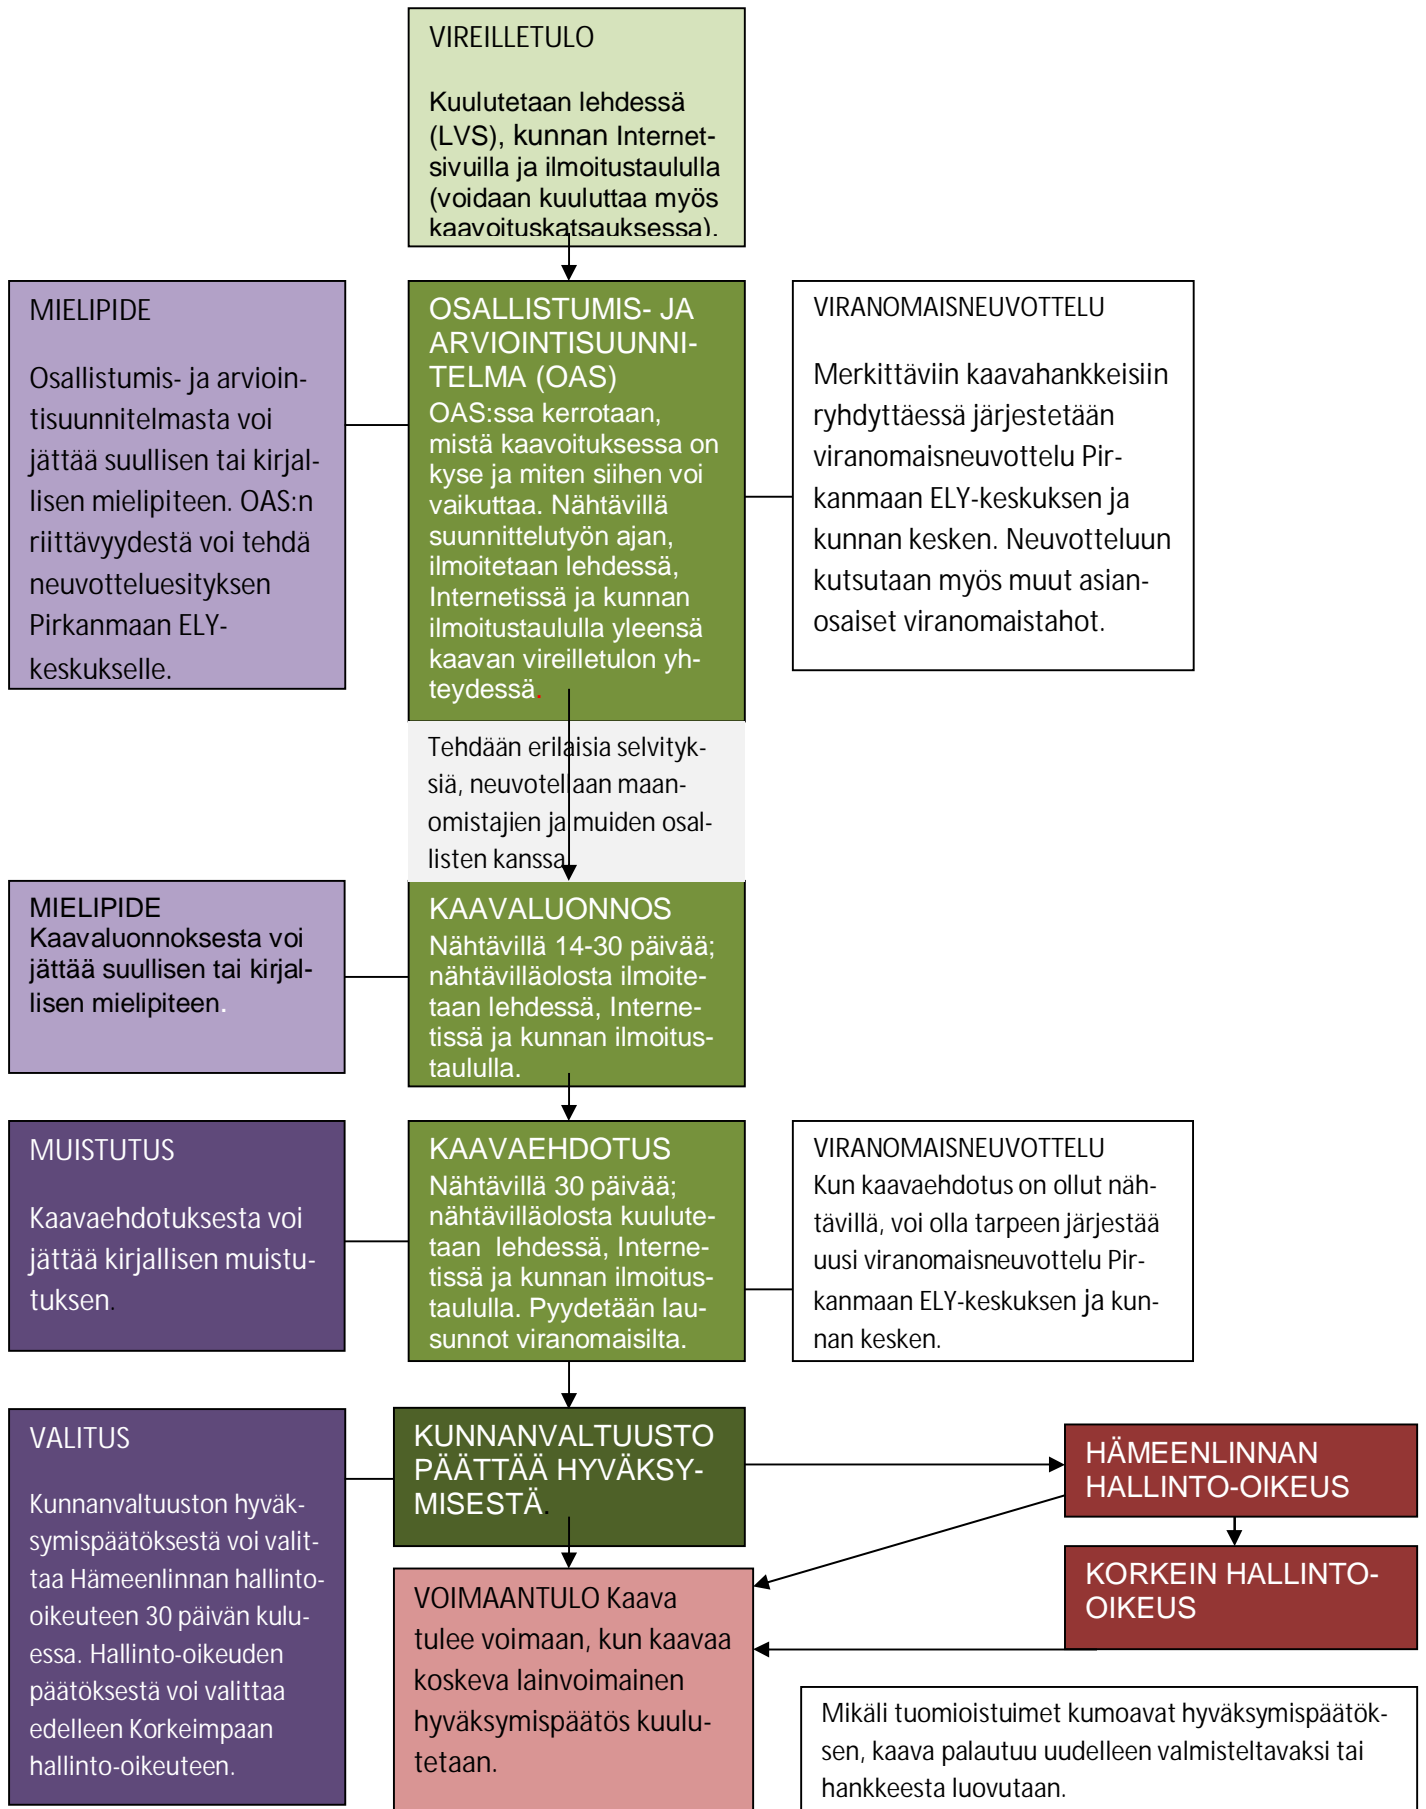 VIREILLETULO
Kuulutetaan lehdessä
(LVS), kunnan Internet-
sivuilla ja ilmoitustaululla
(voidaan kuuluttaa myös
kaavoituskatsauksessa).
MIELIPIDE
Osallistumis- ja arvioin-
tisuunnitelmasta voi
jättää suullisen tai kirjal-
lisen mielipiteen. OAS:n
riittävyydestä voi tehdä
neuvotteluesityksen
Pirkanmaan ELY-
keskukselle.
OSALLISTUMIS- JA
ARVIOINTISUUNNI-
TELMA (OAS)
OAS:ssa kerrotaan,
mistä kaavoituksessa on
kyse ja miten siihen voi
vaikuttaa. Nähtävillä
suunnittelutyön ajan,
ilmoitetaan lehdessä,
Internetissä ja kunnan
ilmoitustaululla yleensä
kaavan vireilletulon yh-
teydessä.
VIRANOMAISNEUVOTTELU
Merkittäviin kaavahankkeisiin
ryhdyttäessä järjestetään
viranomaisneuvottelu Pir-
kanmaan ELY-keskuksen ja
kunnan kesken. Neuvotteluun
kutsutaan myös muut asian-
osaiset viranomaistahot.
Tehdään erilaisia selvityk-
siä, neuvotellaan maan-
omistajien ja muiden osal-
listen kanssa
MIELIPIDE
Kaavaluonnoksesta voi
jättää suullisen tai kirjal-
lisen mielipiteen.
KAAVALUONNOS
Nähtävillä 14-30 päivää;
nähtävilläolosta ilmoite-
taan lehdessä, Interne-
tissä ja kunnan ilmoitus-
taululla.
MUISTUTUS
Kaavaehdotuksesta voi
jättää kirjallisen muistu-
tuksen.
KAAVAEHDOTUS
Nähtävillä 30 päivää;
nähtävilläolosta kuulute-
taan lehdessä, Interne-
tissä ja kunnan ilmoitus-
taululla. Pyydetään lau-
sunnot viranomaisilta.
VIRANOMAISNEUVOTTELU
Kun kaavaehdotus on ollut näh-
tävillä, voi olla tarpeen järjestää
uusi viranomaisneuvottelu Pir-
kanmaan ELY-keskuksen ja kun-
nan kesken.
VALITUS
Kunnanvaltuuston hyväk-
symispäätöksestä voi valit-
taa Hämeenlinnan hallinto-
oikeuteen 30 päivän kulu-
essa. Hallinto-oikeuden
päätöksestä voi valittaa
edelleen Korkeimpaan
hallinto-oikeuteen.
KUNNANVALTUUSTO
PÄÄTTÄÄ HYVÄKSY-
MISESTÄ.
HÄMEENLINNAN
HALLINTO-OIKEUS
KORKEIN HALLINTO-
OIKEUS
VOIMAANTULO Kaava
tulee voimaan, kun kaavaa
koskeva lainvoimainen
hyväksymispäätös kuulu-
tetaan.
Mikäli tuomioistuimet kumoavat hyväksymispäätök-
sen, kaava palautuu uudelleen valmisteltavaksi tai
hankkeesta luovutaan.